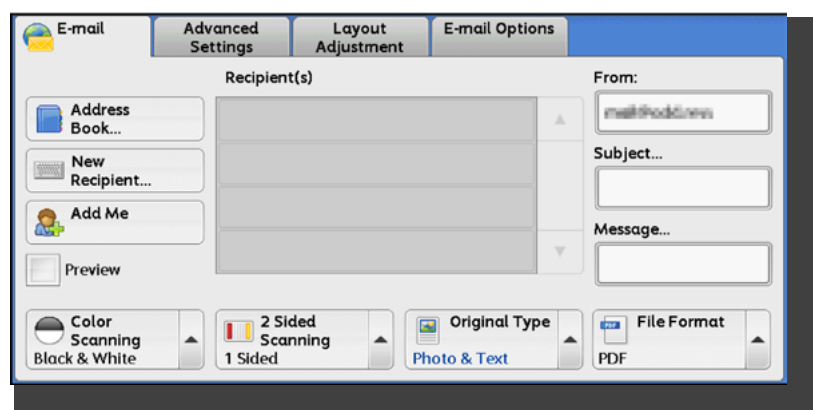 E-mail
Advanced
Settings
Layout
Adjustment
E-mail Options
Recipient(s)
From:
Address
Book...
New
Recipient...
Add Me
Preview
Subject...
Message...
Color
Scanning
Black & White
2 Sided
Scanning
1 Sided
Original Type
Photo & Text
PDF
File Format
PDF